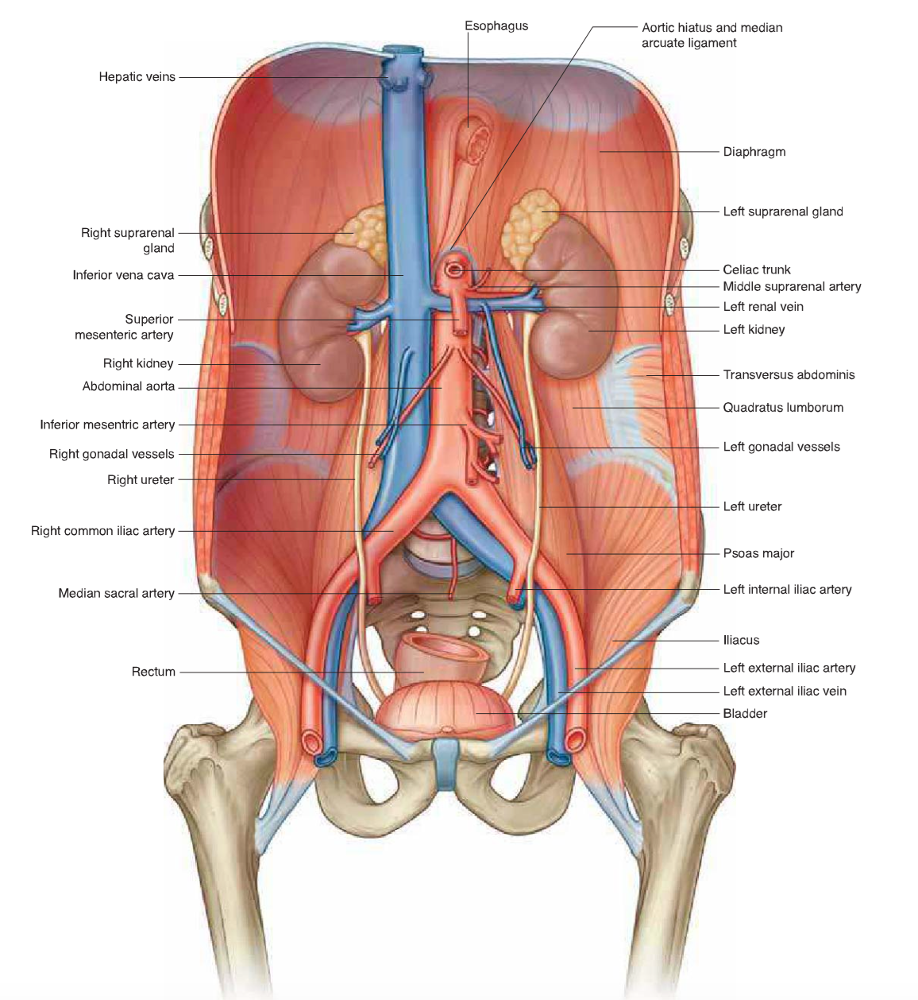 Esophagus
Aortic hiatus and median
arcuate ligament
Hepatic veins
Diaphragm
Left suprarenal gland
Right suprarenal
gland
Inferior vena cava
Celiac trunk
Middle suprarenal artery
Left renal vein
Superior
mesenteric artery
Left kidney
Right kidney
Transversus abdominis
Abdominal aorta
Quadratus lumborum
Inferior mesentric artery
Left gonadal vessels
Right gonadal vessels
Right ureter
Left ureter
Right common iliac artery
Psoas major
Left internal iliac artery
Median sacral artery
Iliacus
Left external iliac artery
Rectum
Left external iliac vein
Bladder